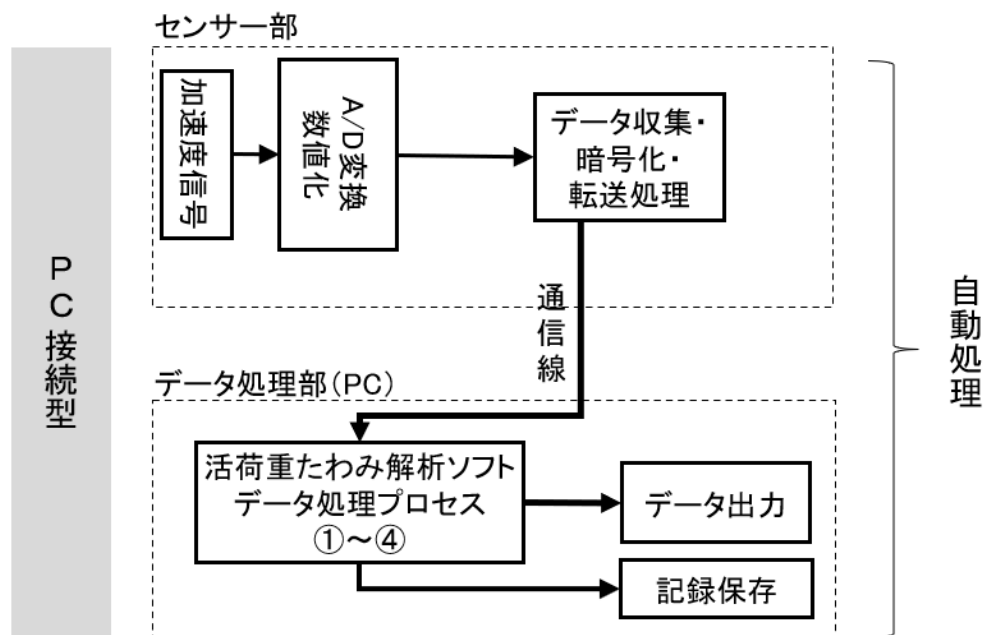 センサー部
加速度信号
A/D変換
数値化
データ収集・
暗号化・
転送処理
PC接続型
通信線
自動処理
データ処理部(PC)
活荷重たわみ解析ソフト
データ処理プロセス
①～④
データ出力
記録保存